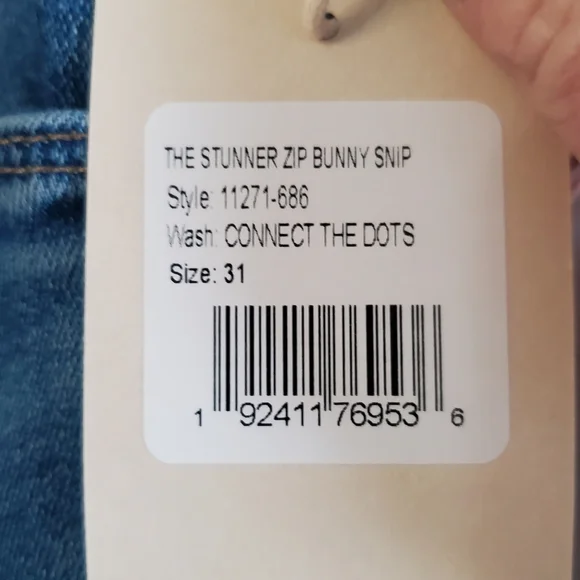 THE STUNNER ZIP BUNNY SNIP
Style: 11271-686
Wash: CONNECT THE DOTS
Size: 31
1 92411 76953 6